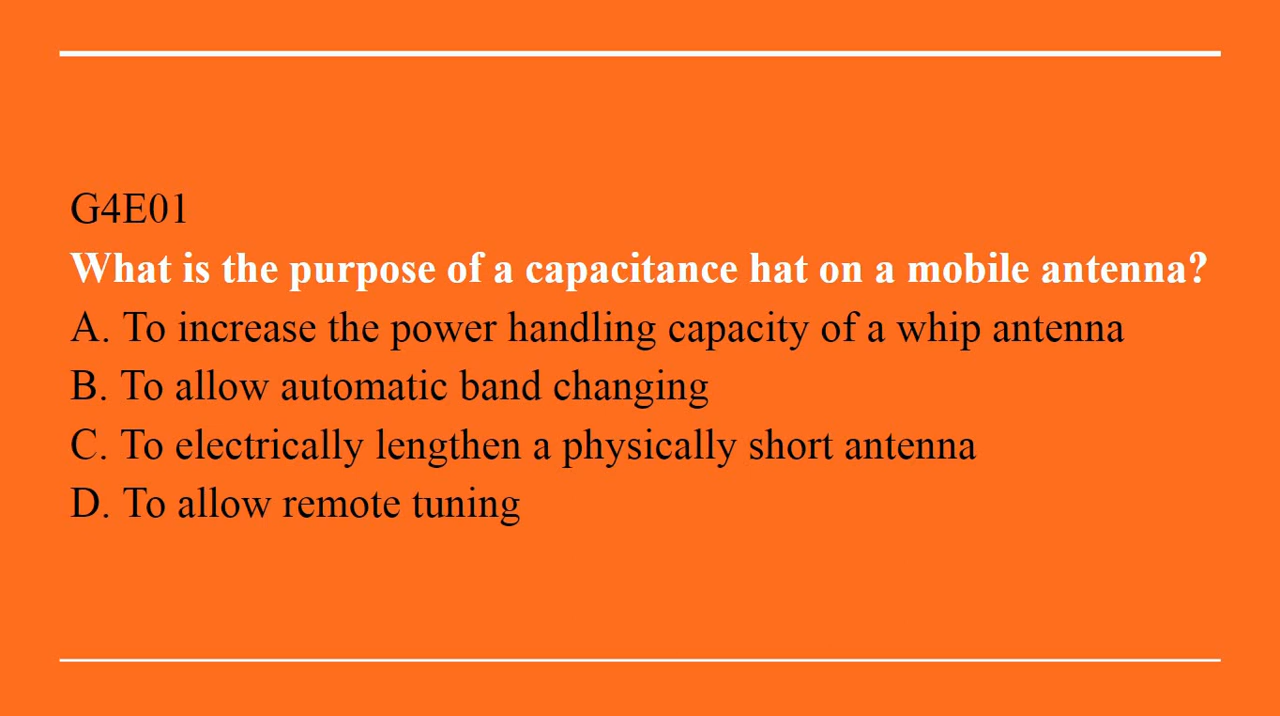 G4E01
What is the purpose of a capacitance hat on a mobile antenna?
A. To increase the power handling capacity of a whip antenna
B. To allow automatic band changing
C. To electrically lengthen a physically short antenna
D. To allow remote tuning